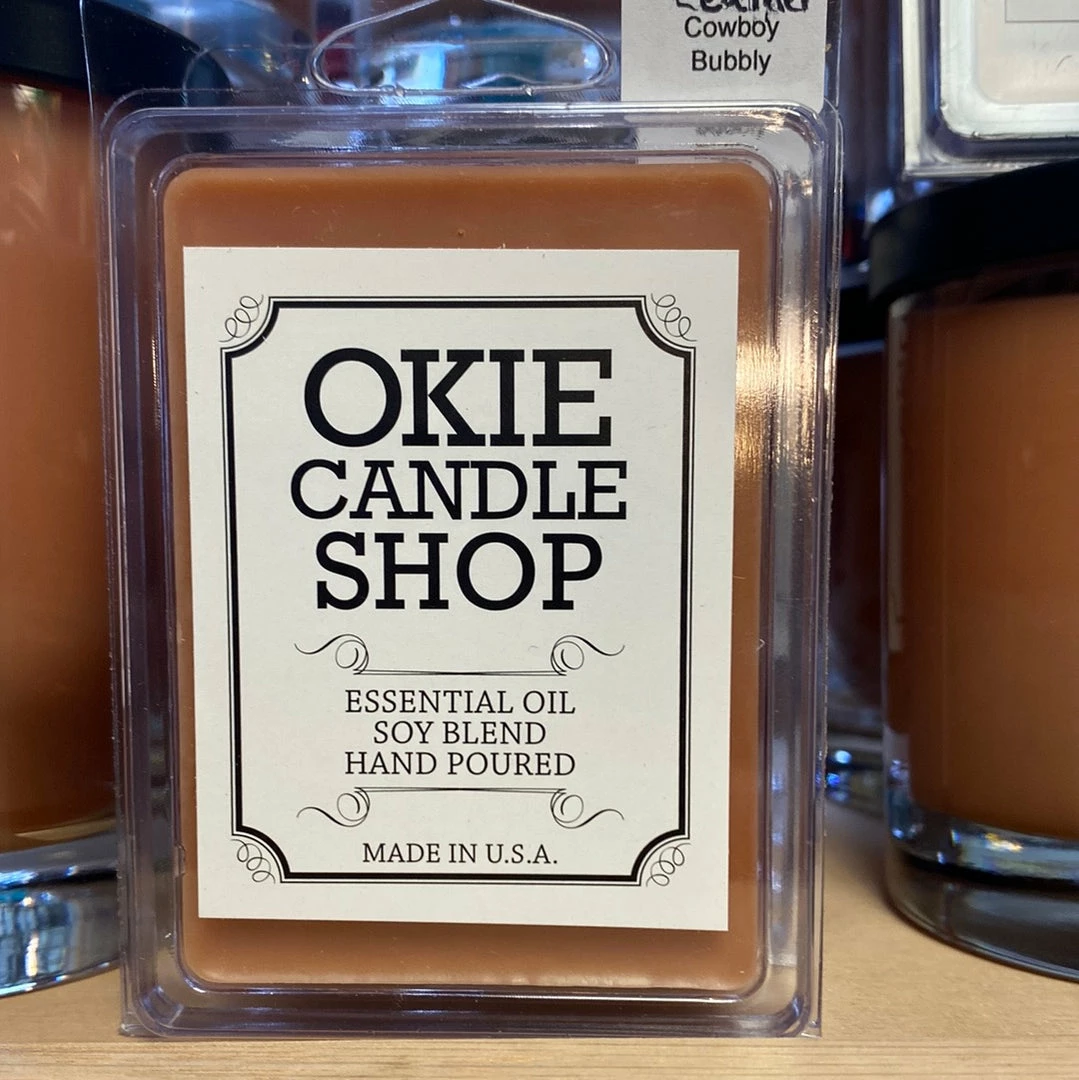 Cowboy
Bubbly
OKIE
CANDLE
SHOP
ESSENTIAL OIL
SOY BLEND
HAND POURED
MADE IN U.S.A.